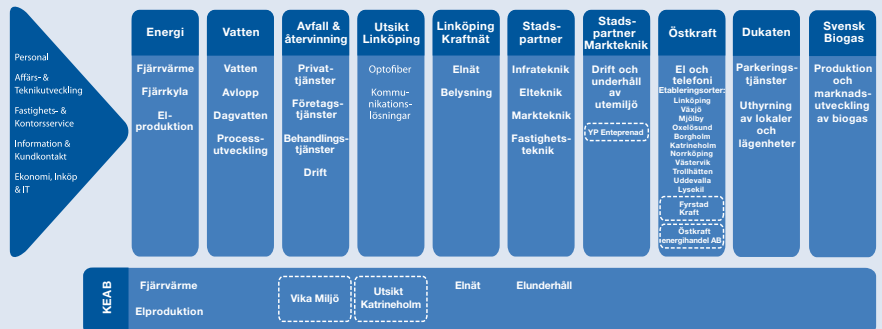 Personal
Affärs- &
Teknikutveckling
Fastighets- &
Kontorsservice
Information &
Kundkontakt
Ekonomi, Inköp
& IT
Energi
Fjärrvärme
Fjärrkyla
El-
produktion
Vatten
Vatten
Avlopp
Dagvatten
Process-
utveckling
Avfall &
återvinning
Privat-
tjänster
Företags-
tjänster
Behandlings-
tjänster
Drift
Utsikt
Linköping
Optofiber
Kommu-
nikations-
lösningar
Linköping
Kraftnät
Elnät
Belysning
Stads-
partner
Infrateknik
Elteknik
Markteknik
Fastighets-
teknik
Stads-
partner
Markteknik
Drift och
underhåll
av
utemiljö
YP Enteprenad
Östkraft
El och
telefoni
Etableringsorter:
Linköping
Växjö
Mjölby
Oxelösund
Borgholm
Katrineholm
Norrköping
Västervik
Trollhätten
Uddevalla
Lysekil
Fyrstad
Kraft
Östkraft
energihandel AB
Dukaten
Parkerings-
tjänster
Uthyrning
av lokaler
och
lägenheter
Svensk
Biogas
Produktion
och
marknads-
utveckling
av biogas
KEAB
Fjärrvärme
Elproduktion
Vika Miljö
Utsikt
Katrineholm
Elnät
Elunderhåll